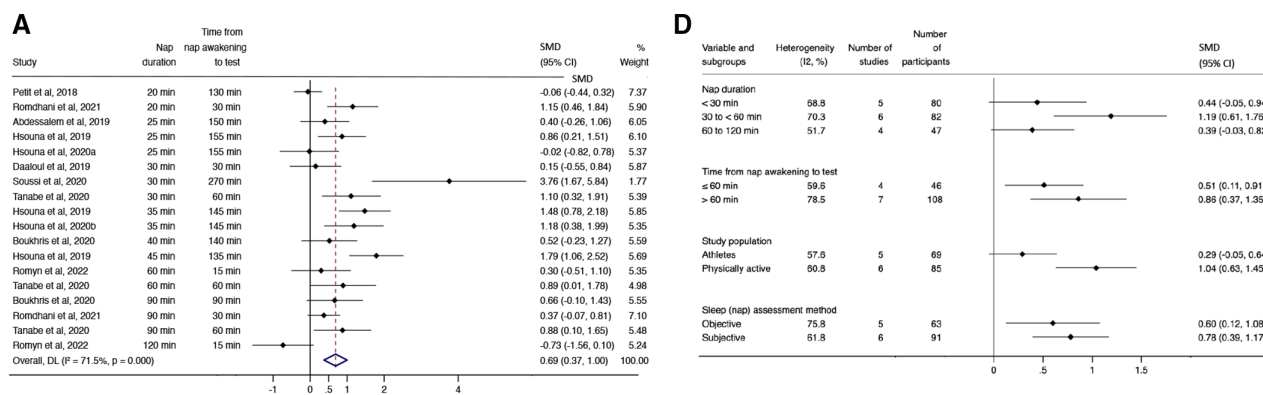 A
Time from
Nap nap awakening SMD %
Study duration to test (95% CI) Weight
SMD
Petit et al, 2018 20 min 130 min -0.06 (-0.44, 0.32) 7.37
Romdhani et al, 2021 20 min 30 min 1.15 (0.46, 1.84) 5.90
Abdessalem et al, 2019 25 min 150 min 0.40 (-0.26, 1.06) 6.05
Hsouna et al, 2019 25 min 155 min 0.86 (0.21, 1.51) 6.10
Hsouna et al, 2020a 25 min 155 min -0.02 (-0.82, 0.78) 5.37
Daaloul et al, 2019 30 min 30 min 0.15 (-0.55, 0.84) 5.87
Soussi et al, 2020 30 min 270 min 3.76 (1.67, 5.84) 1.77
Tanabe et al, 2020 30 min 60 min 1.10 (0.32, 1.91) 5.39
Hsouna et al, 2019 35 min 145 min 1.48 (0.78, 2.18) 5.85
Hsouna et al, 2020b 35 min 145 min 1.18 (0.38, 1.99) 5.35
Boukhris et al, 2020 40 min 140 min 0.52 (-0.23, 1.27) 5.59
Hsouna et al, 2019 45 min 135 min 1.79 (1.06, 2.52) 5.69
Romyn et al, 2022 60 min 15 min 0.30 (-0.51, 1.10) 5.35
Tanabe et al, 2020 60 min 60 min 0.89 (0.01, 1.78) 4.98
Boukhris et al, 2020 90 min 90 min 0.66 (-0.10, 1.43) 5.55
Romdhani et al, 2021 90 min 30 min 0.37 (-0.07, 0.81) 7.10
Tanabe et al, 2020 90 min 60 min 0.88 (0.10, 1.65) 5.48
Romyn et al, 2022 120 min 15 min -0.73 (-1.56, 0.10) 5.24
Overall, DL (I² = 71.5%, p = 0.000) 0.69 (0.37, 1.00) 100.00
-1 0 .5 1 2 4
D
Number
Variable and Heterogeneity Number of of SMD
subgroups (I2, %) studies participants (95% CI)
Nap duration
< 30 min 68.8 5 80 0.44 (-0.05, 0.94
30 to < 60 min 70.3 6 82 1.19 (0.61, 1.76
60 to 120 min 51.7 4 47 0.39 (-0.03, 0.82
Time from nap awakening to test
≤ 60 min 59.6 4 46 0.51 (0.11, 0.91
> 60 min 78.5 7 108 0.86 (0.37, 1.35
Study population
Athletes 57.6 5 69 0.29 (-0.05, 0.64
Physically active 60.8 6 85 1.04 (0.63, 1.45
Sleep (nap) assessment method
Objective 75.8 5 63 0.60 (0.12, 1.08
Subjective 61.8 6 91 0.78 (0.39, 1.17
0 .5 1 1.5